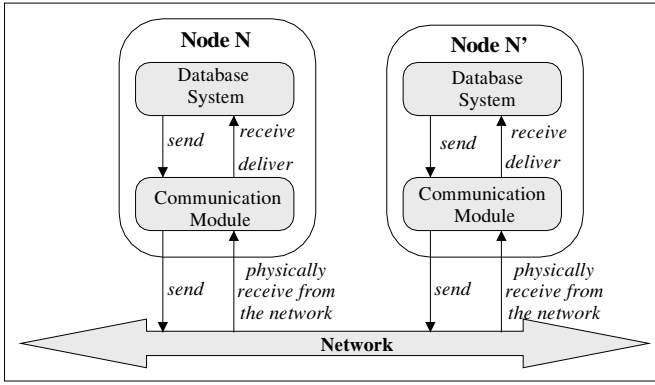 Node N
Database
System
send
receive
deliver
Communication
Module
send
physically
receive from
the network
Node N’
Database
System
send
receive
deliver
Communication
Module
send
physically
receive from
the network
Network